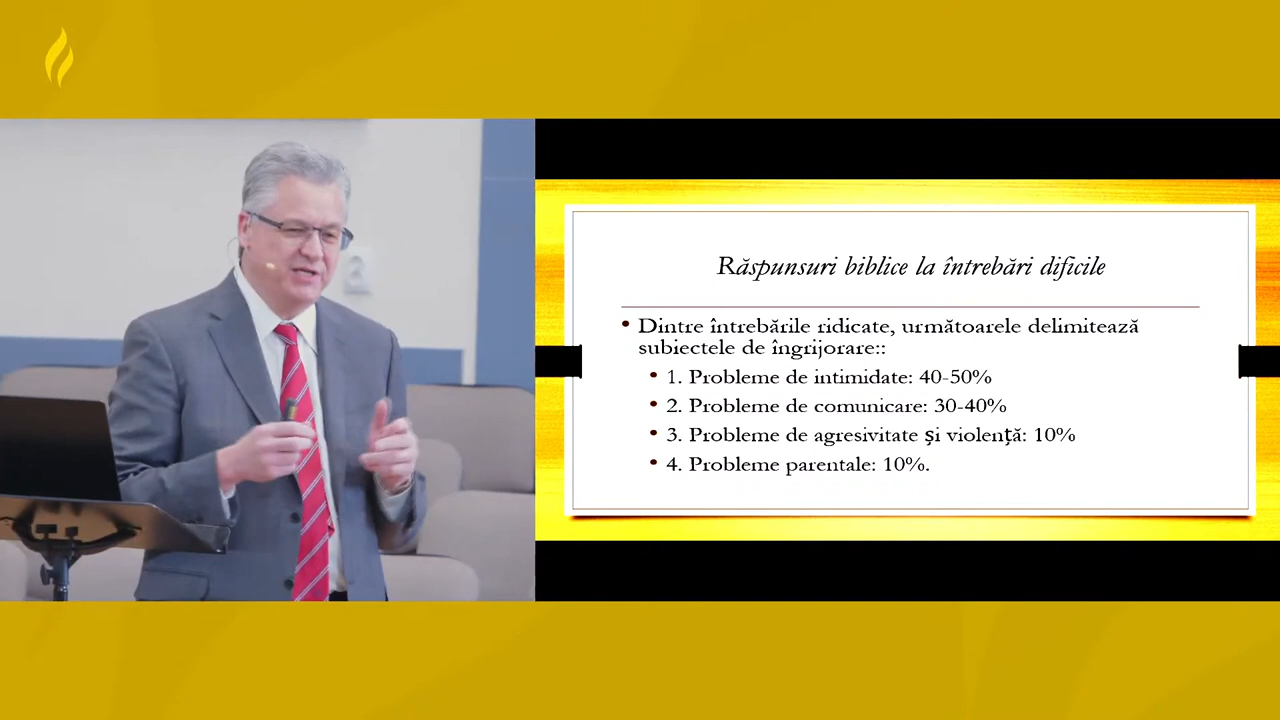 Răspunsuri biblice la întrebări dificile
• Dintre întrebările ridicate, următoarele delimitează
subiectele de îngrijorare::
• 1. Probleme de intimidate: 40-50%
• 2. Probleme de comunicare: 30-40%
• 3. Probleme de agresivitate și violență: 10%
• 4. Probleme parentale: 10%.